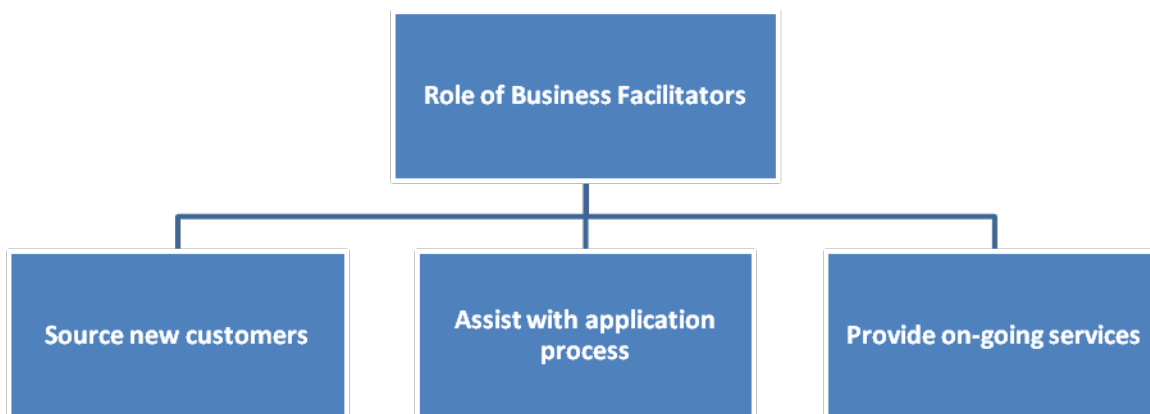 Role of Business Facilitators
Source new customers
Assist with application
process
Provide on-going services